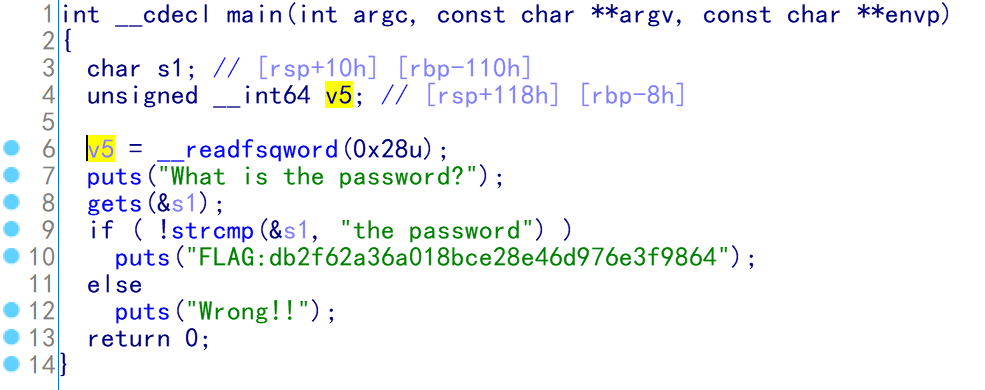 1 int __cdecl main(int argc, const char **argv, const char **envp)
2 {
3 char s1; // [rsp+10h] [rbp-110h]
4 unsigned __int64 v5; // [rsp+118h] [rbp-8h]
5
6 v5 = __readfsqword(0x28u);
7 puts("What is the password?");
8 gets(&s1);
9 if ( !strcmp(&s1, "the password") )
10 puts("FLAG:db2f62a36a018bce28e46d976e3f9864");
11 else
12 puts("Wrong!!");
13 return 0;
14 }